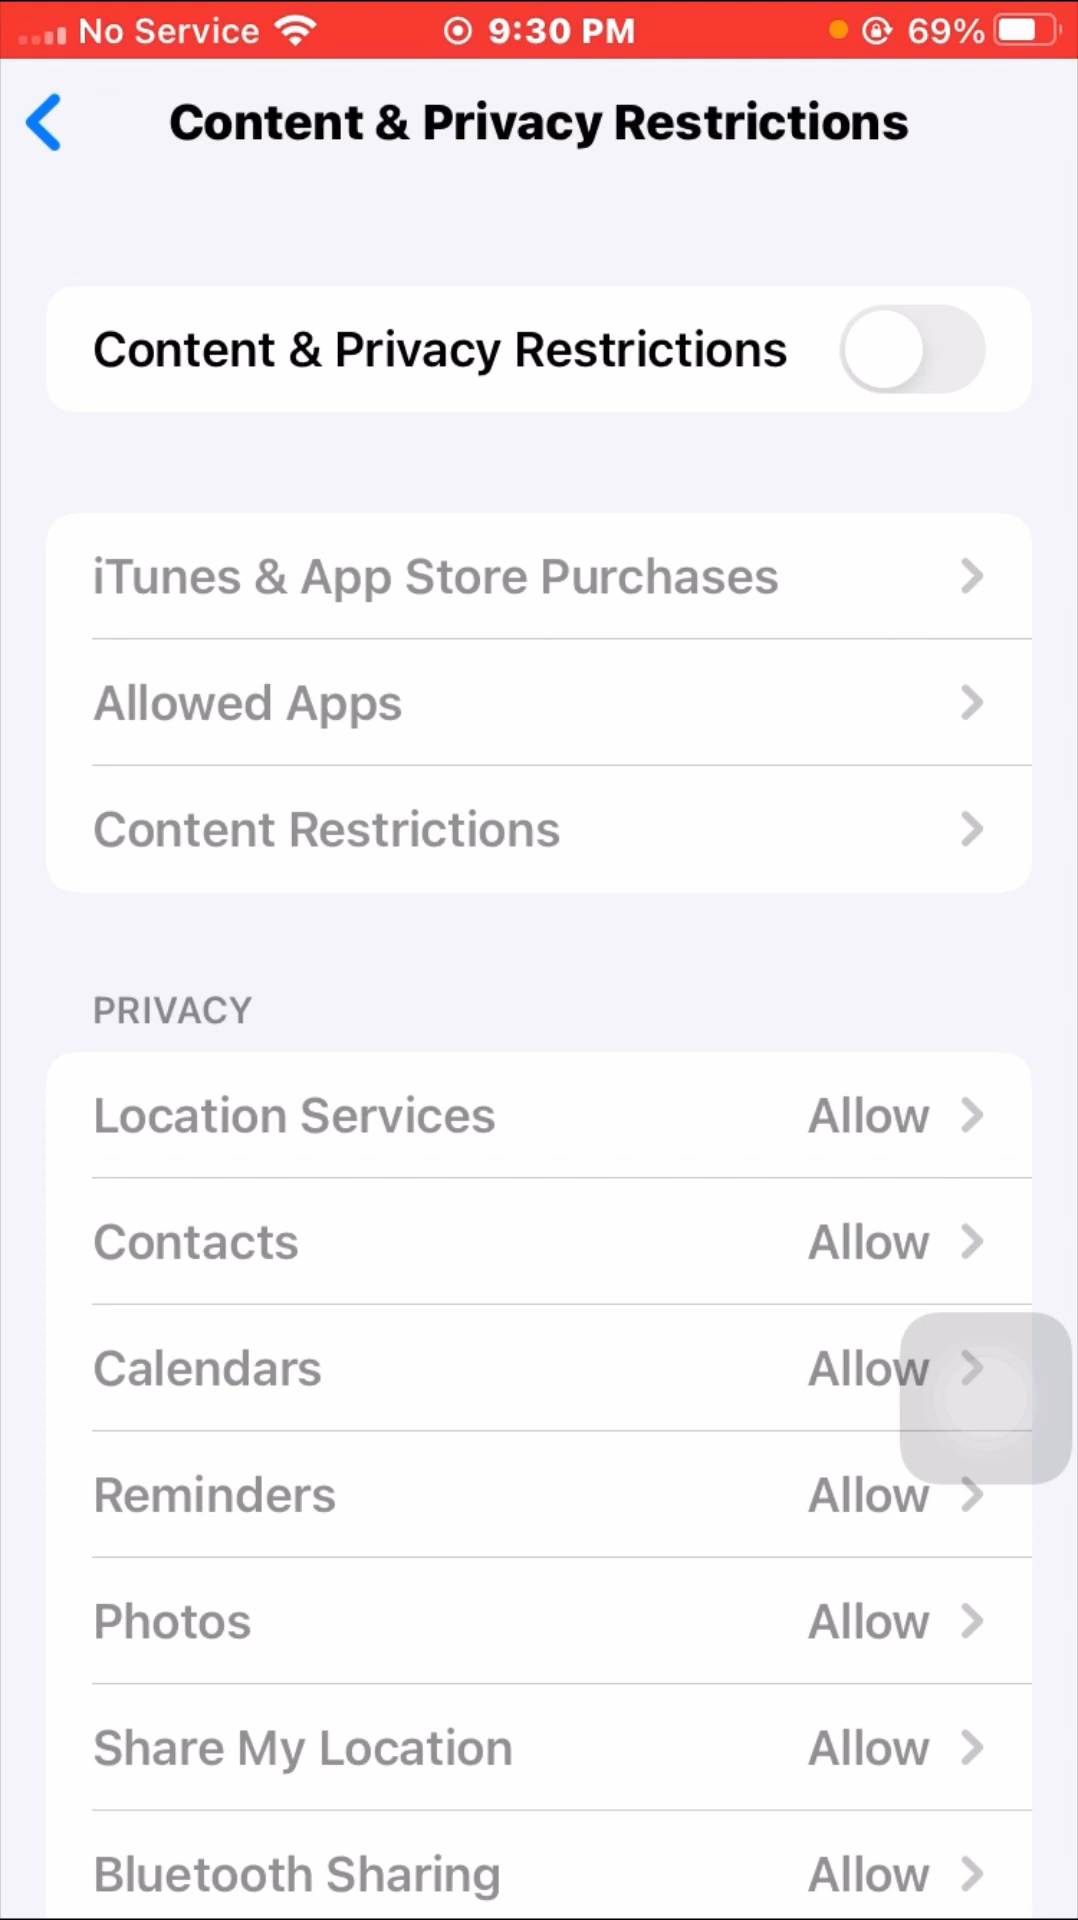 No Service 9:30 PM 69%
Content & Privacy Restrictions
Content & Privacy Restrictions
iTunes & App Store Purchases
Allowed Apps
Content Restrictions
PRIVACY
Location Services Allow
Contacts Allow
Calendars Allow
Reminders Allow
Photos Allow
Share My Location Allow
Bluetooth Sharing Allow